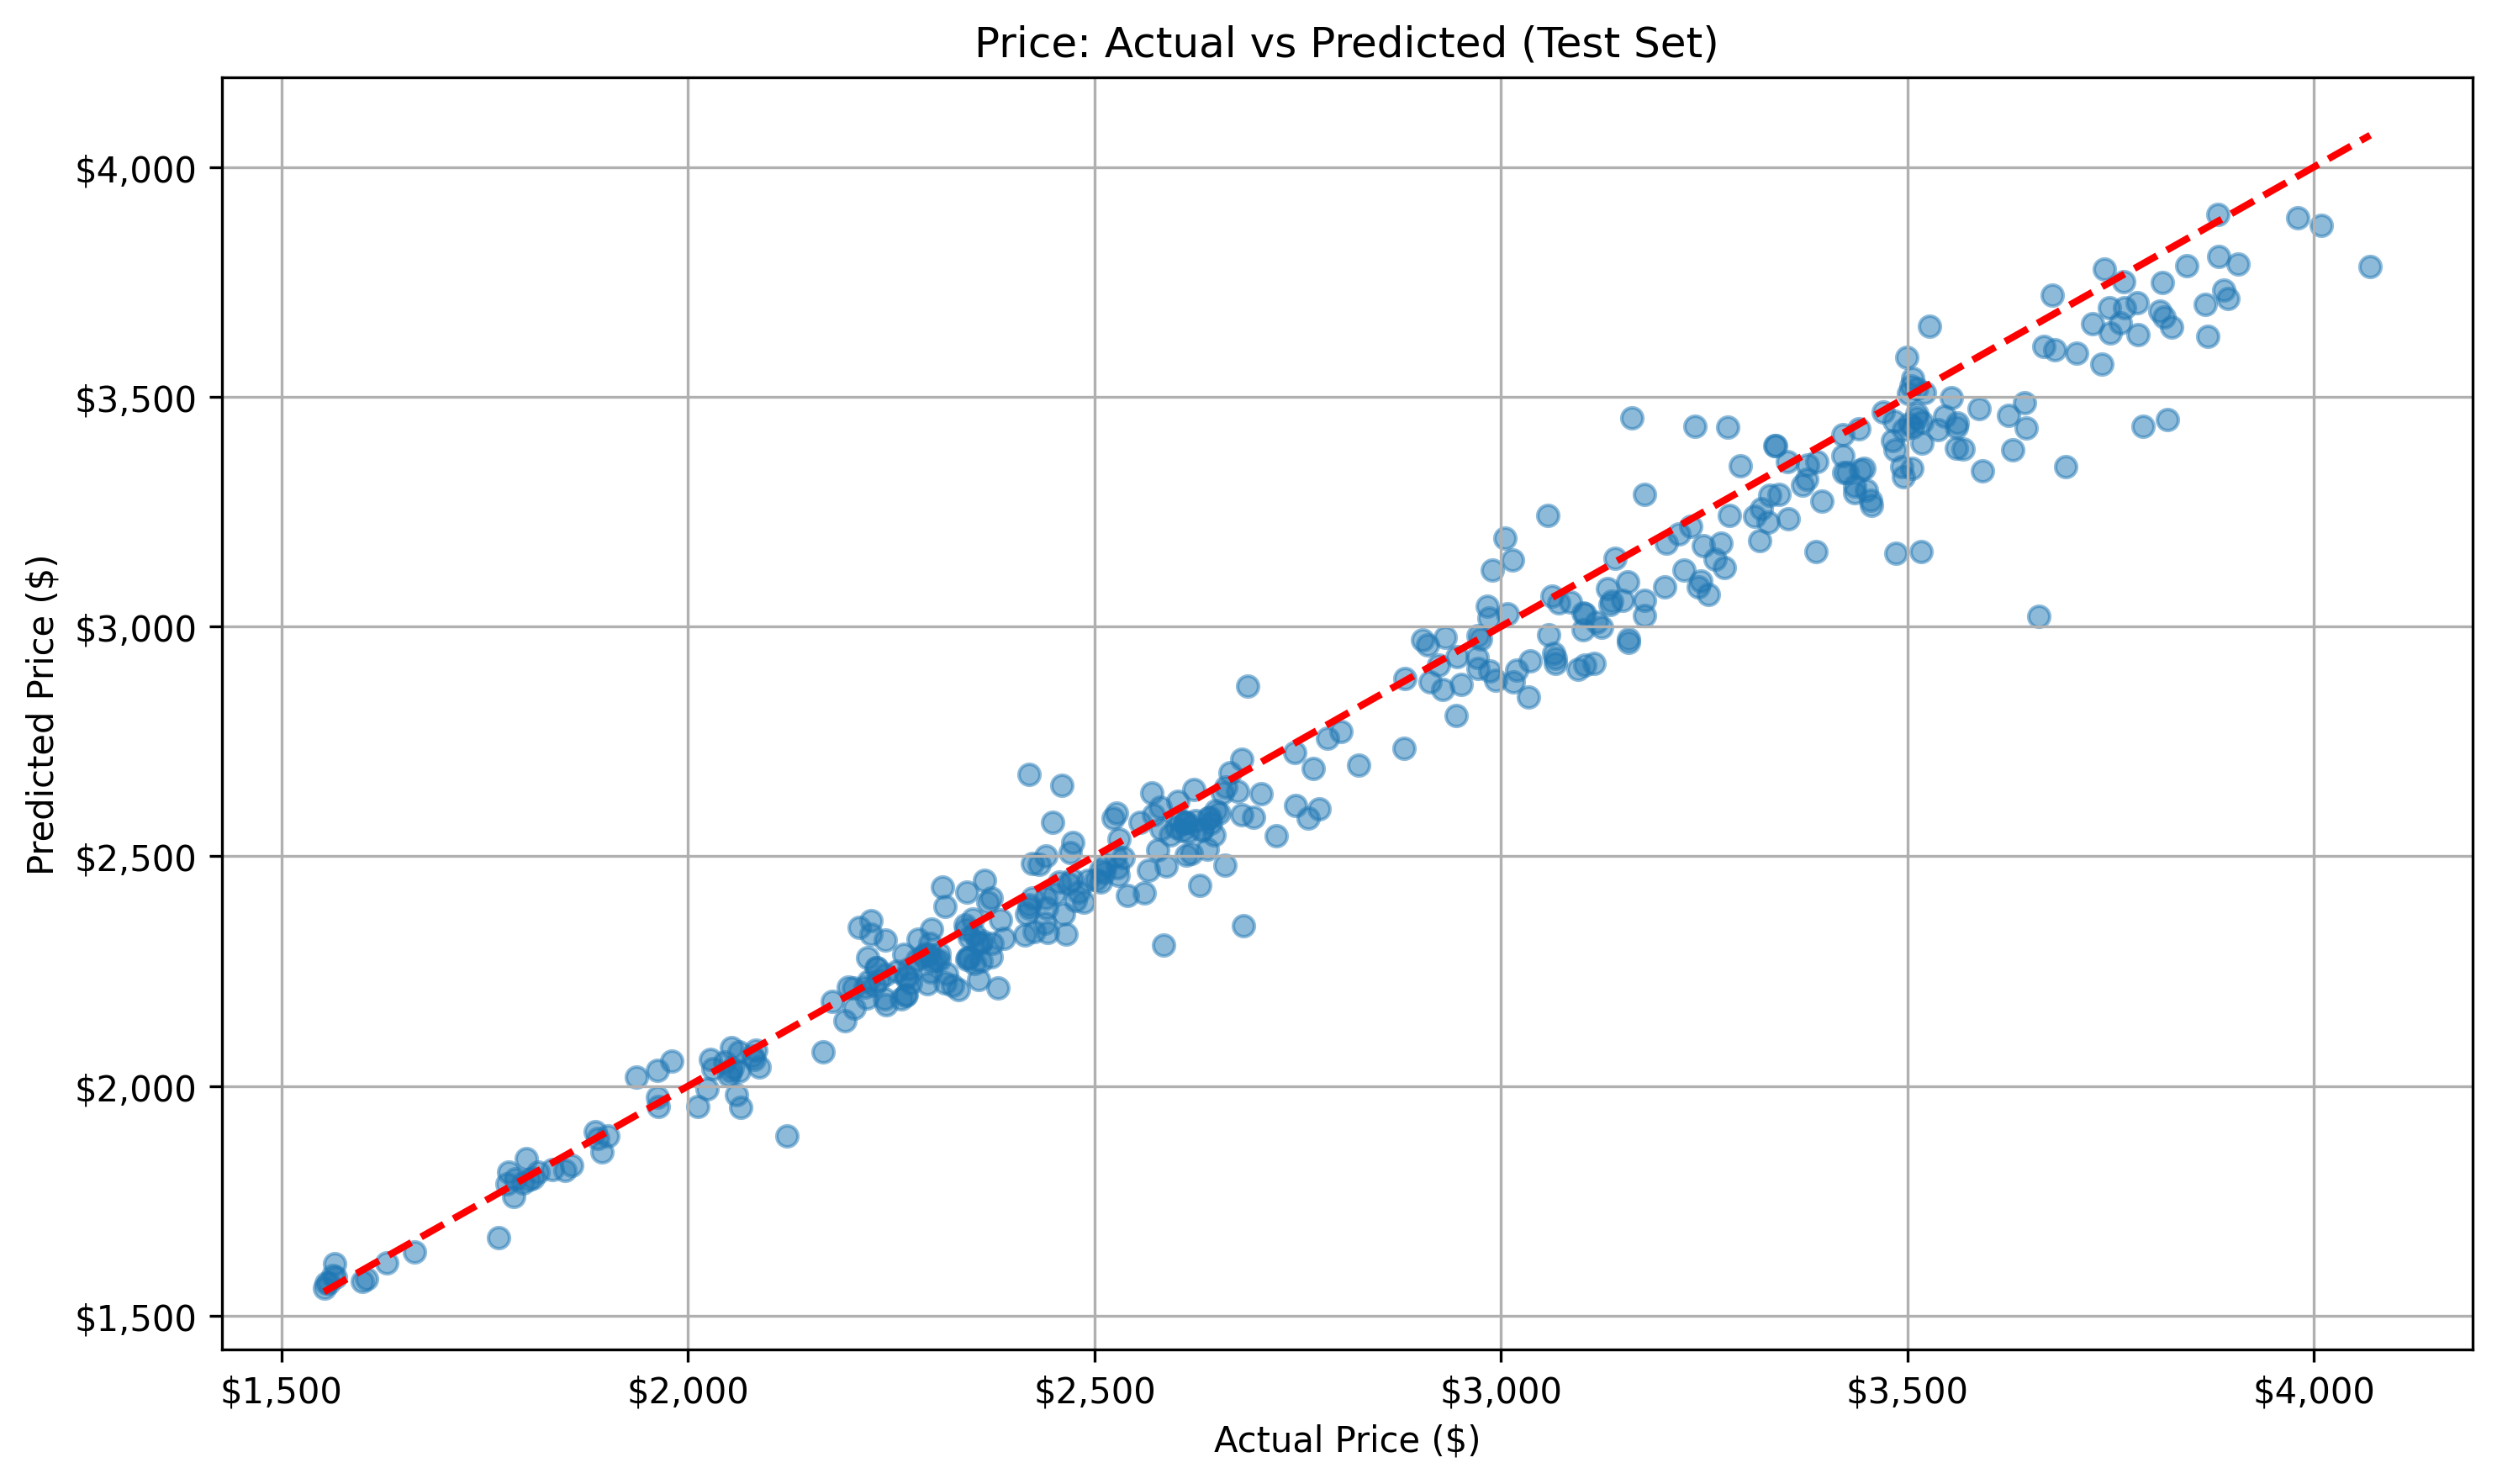 Price: Actual vs Predicted (Test Set)
Predicted Price ($)
$4,000
$3,500
$3,000
$2,500
$2,000
$1,500
$1,500 $2,000 $2,500 $3,000 $3,500 $4,000
Actual Price ($)